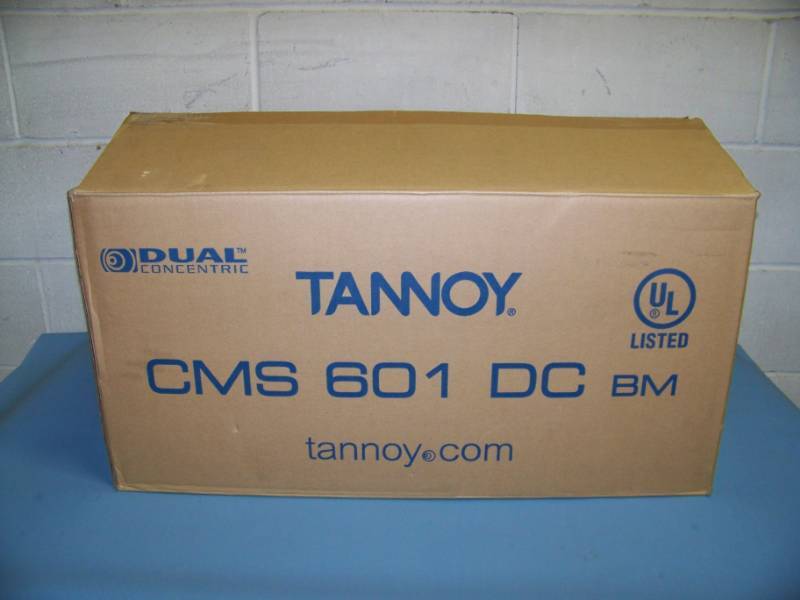 DUAL™
CONCENTRIC
TANNOY®
UL®
LISTED
CMS 601 DC BM
tannoy.com